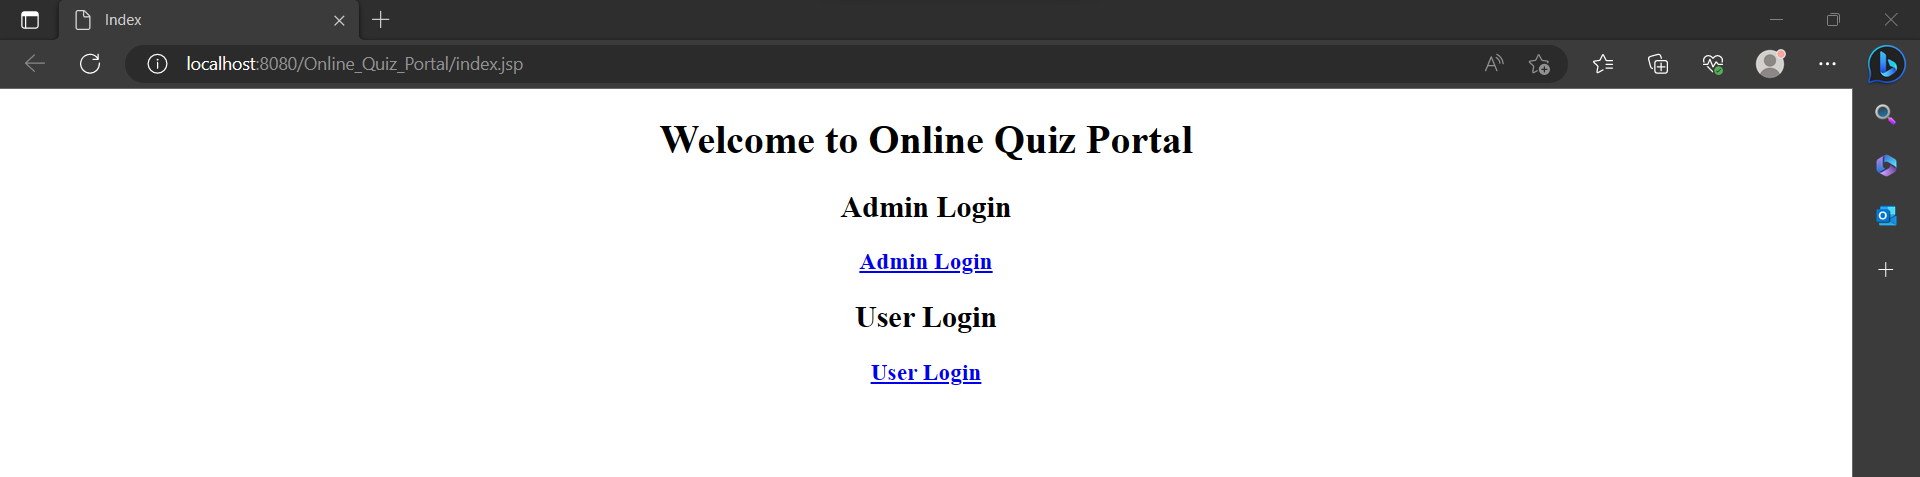 Index
localhost:8080/Online_Quiz_Portal/index.jsp
Welcome to Online Quiz Portal
Admin Login
Admin Login
User Login
User Login